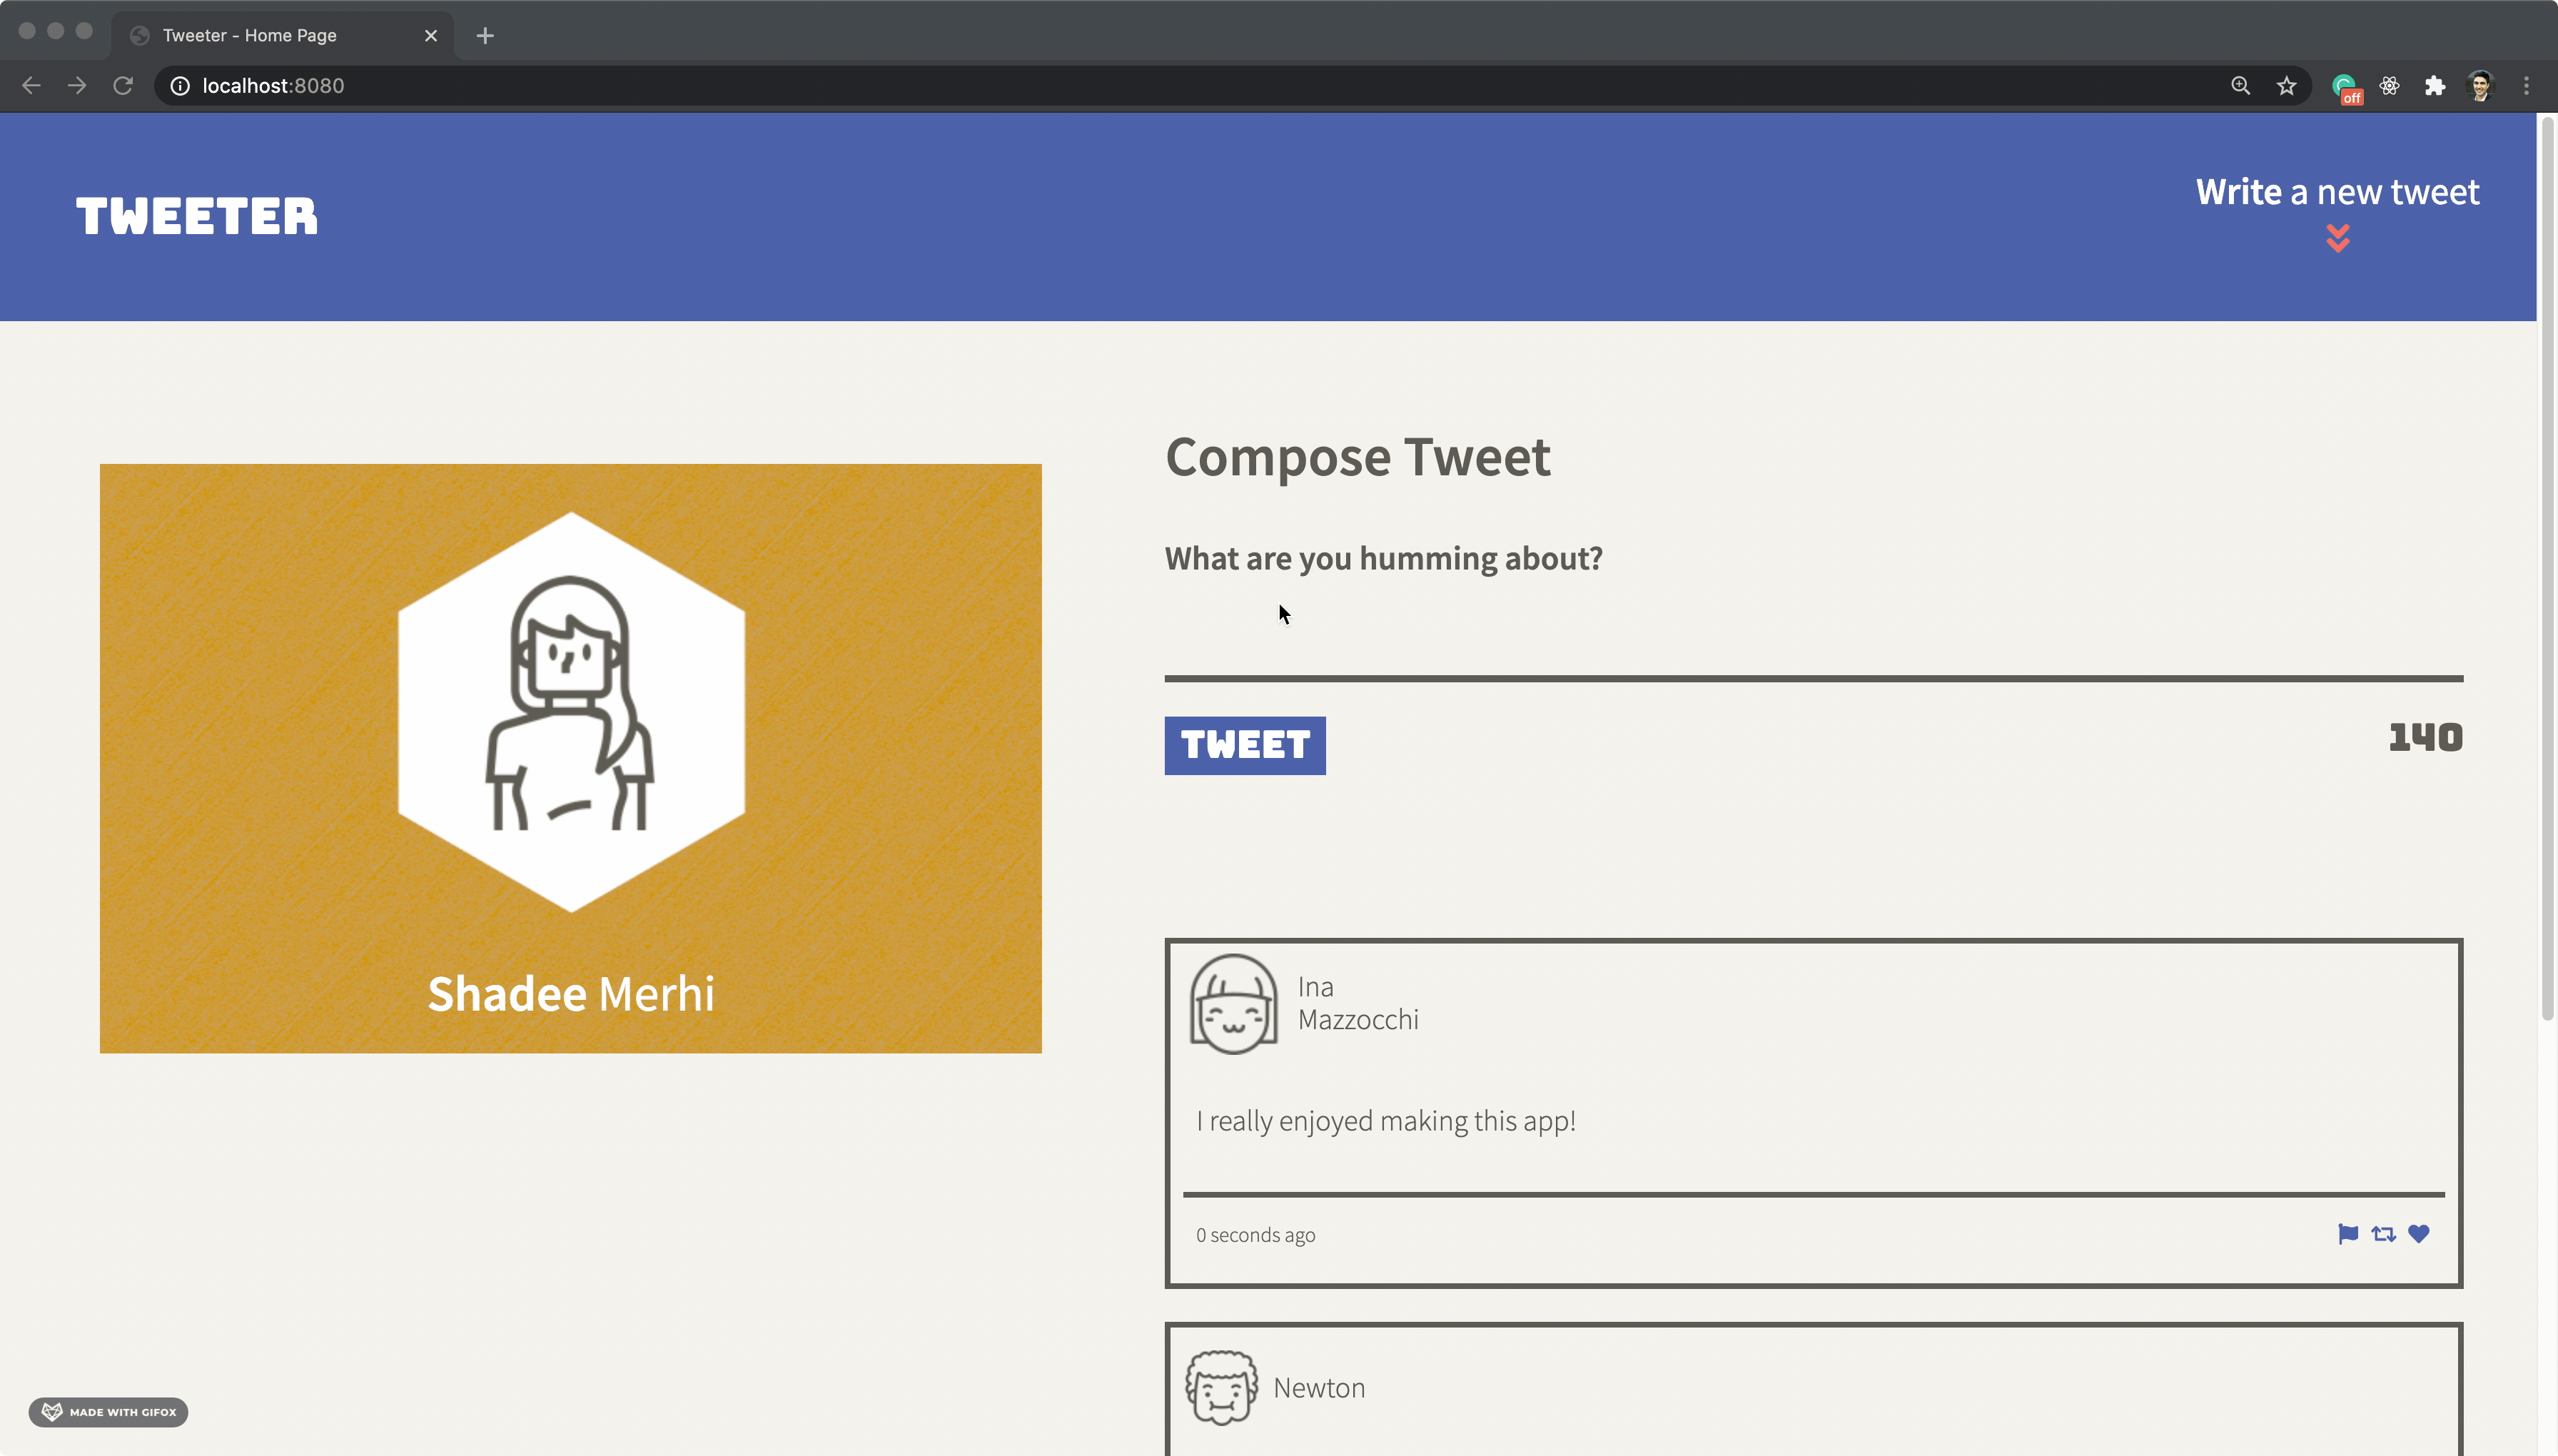 Tweeter - Home Page
localhost:8080
off
TWEETER
Write a new tweet
Shadee Merhi
Compose Tweet
What are you humming about?
TWEET
140
Ina
Mazzocchi
I really enjoyed making this app!
0 seconds ago
Newton
MADE WITH GIFOX